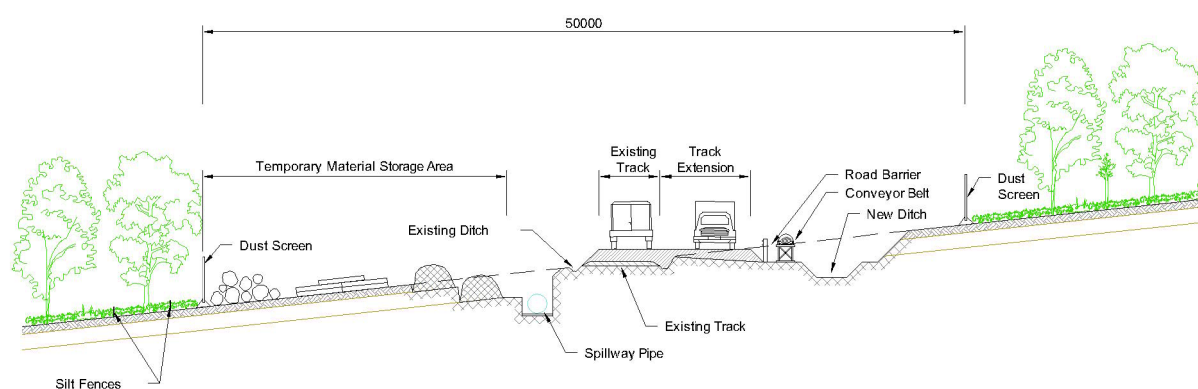 50000
Temporary Material Storage Area
Existing
Track
Track
Extension
Road Barrier
Conveyor Belt
New Ditch
Dust
Screen
Existing Ditch
Dust Screen
Existing Track
Spillway Pipe
Silt Fences